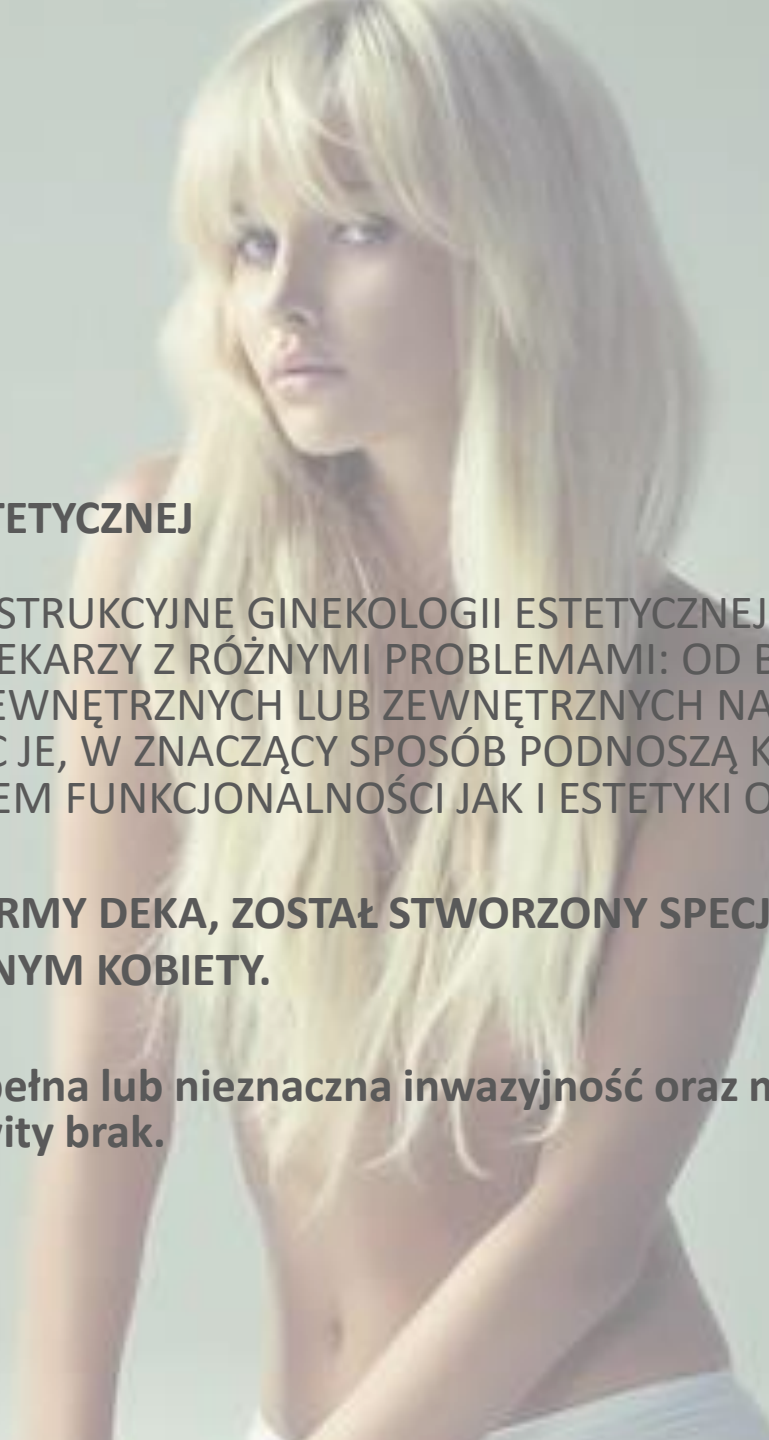 TETYCZNEJ
STRUKCYJNE GINEKOLOGII ESTETYCZNEJ
EKARZY Z RÓŻNYMI PROBLEMAMI: OD B
EWNĘTRZNYCH LUB ZEWNĘTRZNYCH NA
C JE, W ZNACZĄCY SPOSÓB PODNOSZĄ K
EM FUNKCJONALNOŚCI JAK I ESTETYKI O
RMY DEKA, ZOSTAŁ STWORZONY SPECJ
NYM KOBIETY.
pełna lub nieznaczna inwazyjność oraz n
wity brak.